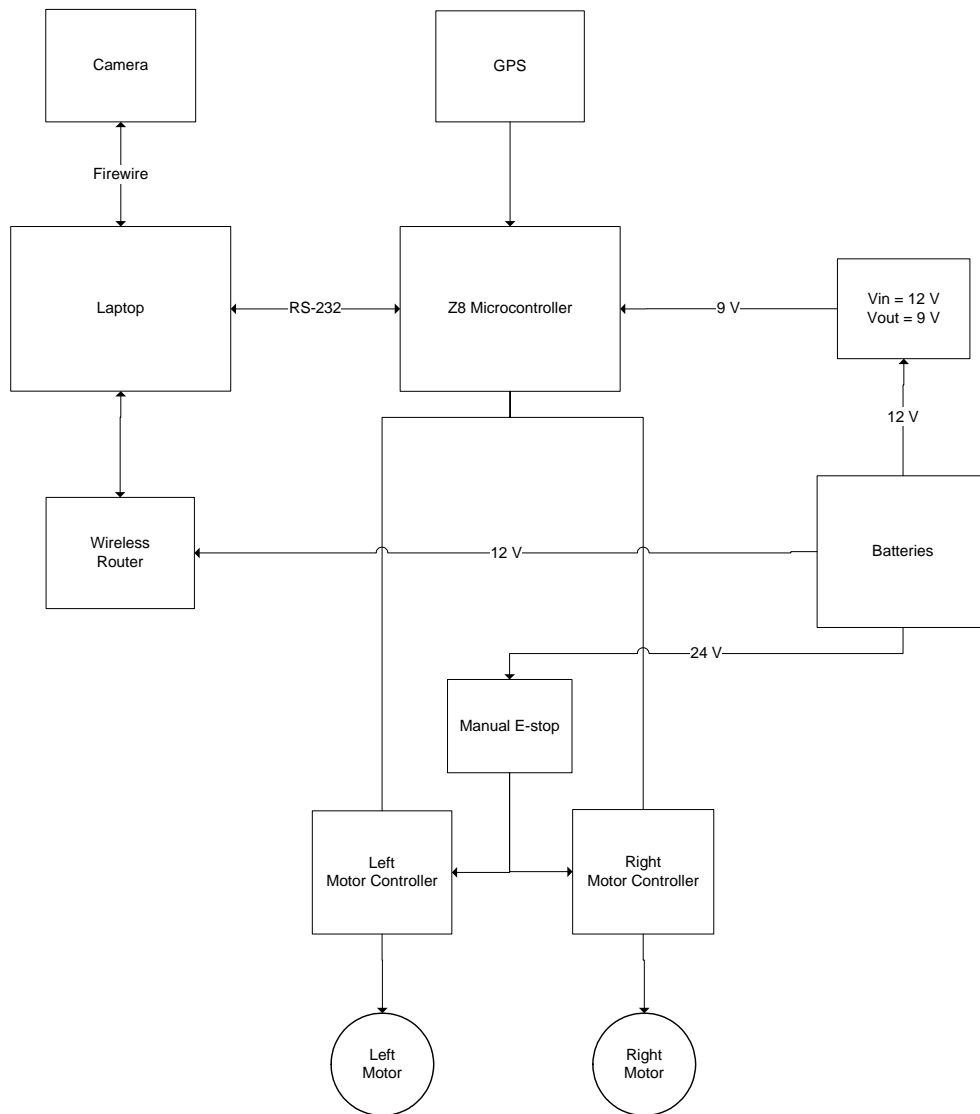 Camera
GPS
Firewire
Laptop
RS-232
Z8 Microcontroller
9 V
Vin = 12 V
Vout = 9 V
12 V
Wireless
Router
12 V
Batteries
24 V
Manual E-stop
Left
Motor Controller
Right
Motor Controller
Left
Motor
Right
Motor